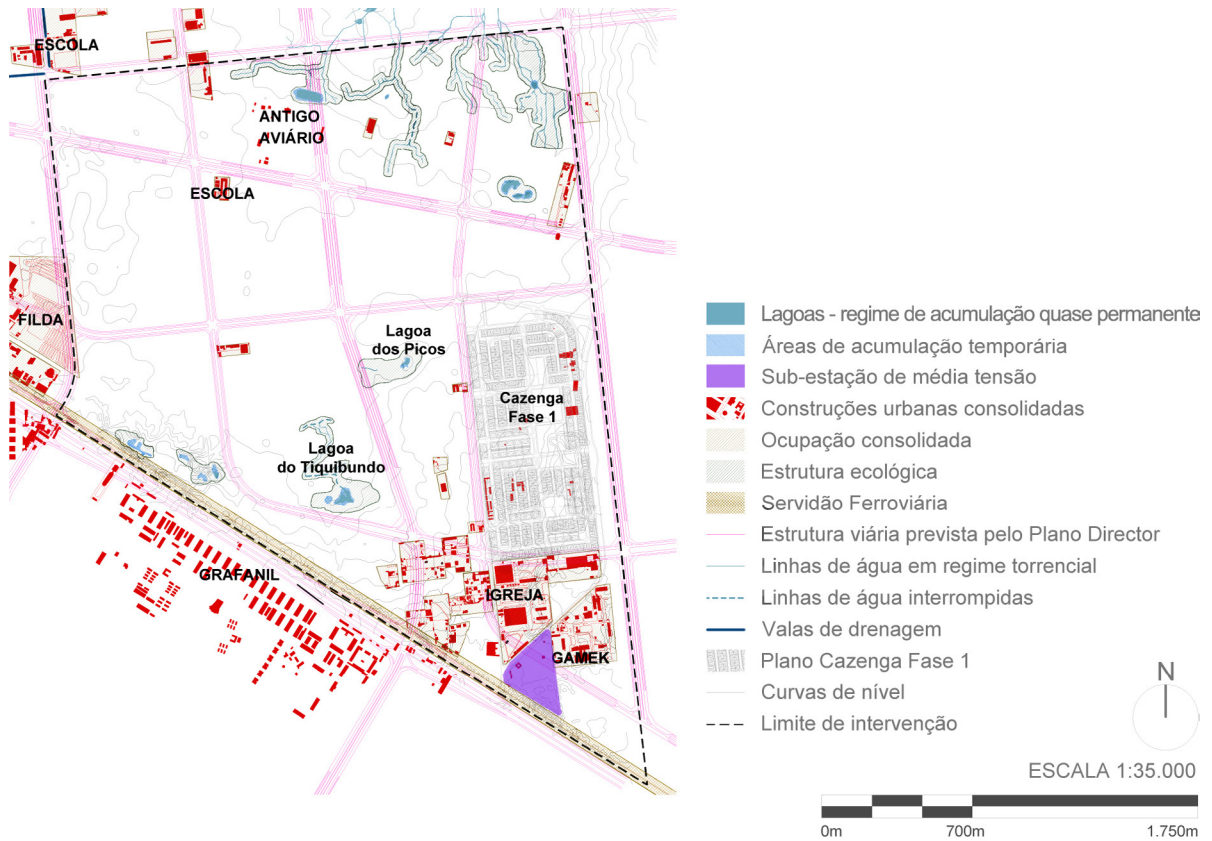 ESCOLA
ANTIGO
AVIÁRIO
ESCOLA
FILDA
Lagoa
dos Picos
Cazenga
Fase 1
Lagoa
do Tiquibundo
GRAFANIL
IGREJA
GAMEK
Lagoas - regime de acumulação quase permanente
Áreas de acumulação temporária
Sub-estação de média tensão
Construções urbanas consolidadas
Ocupação consolidada
Estrutura ecológica
Servidão Ferroviária
Estrutura viária prevista pelo Plano Director
Linhas de água em regime torrencial
Linhas de água interrompidas
Valas de drenagem
Plano Cazenga Fase 1
Curvas de nível
Limite de intervenção
N
ESCALA 1:35.000
0m 700m 1.750m